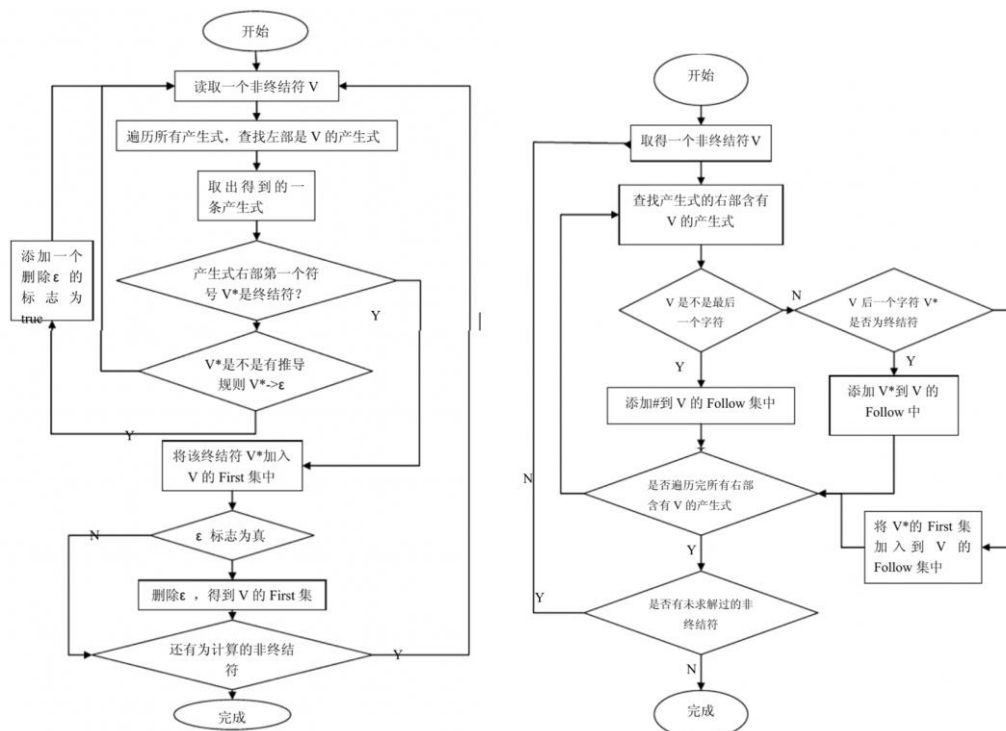 开始
读取一个非终结符 V
遍历所有产生式，查找左部是 V 的产生式
取出得到的一
条产生式
添加一个
删除ε 的
标志为
true
产生式右部第一个符
号 V*是终结符？
Y
V*是不是有推导
规则 V*->ε
Y
将该终结符 V*加入
V 的 First 集中
N
ε 标志为真
删除ε ，得到 V 的 First 集
还有为计算的非终结
符
Y
完成
开始
取得一个非终结符V
查找产生式的右部含有
V 的产生式
V 是不是最后
一个字符
N
V 后一个字符 V*
是否为终结符
Y
Y
添加#到 V 的 Follow 集中
添加 V*到 V 的
Follow 中
N
是否遍历完所有右部
含有 V 的产生式
将 V*的 First 集
加入到 V 的
Follow 集中
Y
Y
是否有未求解过的非
终结符
N
完成